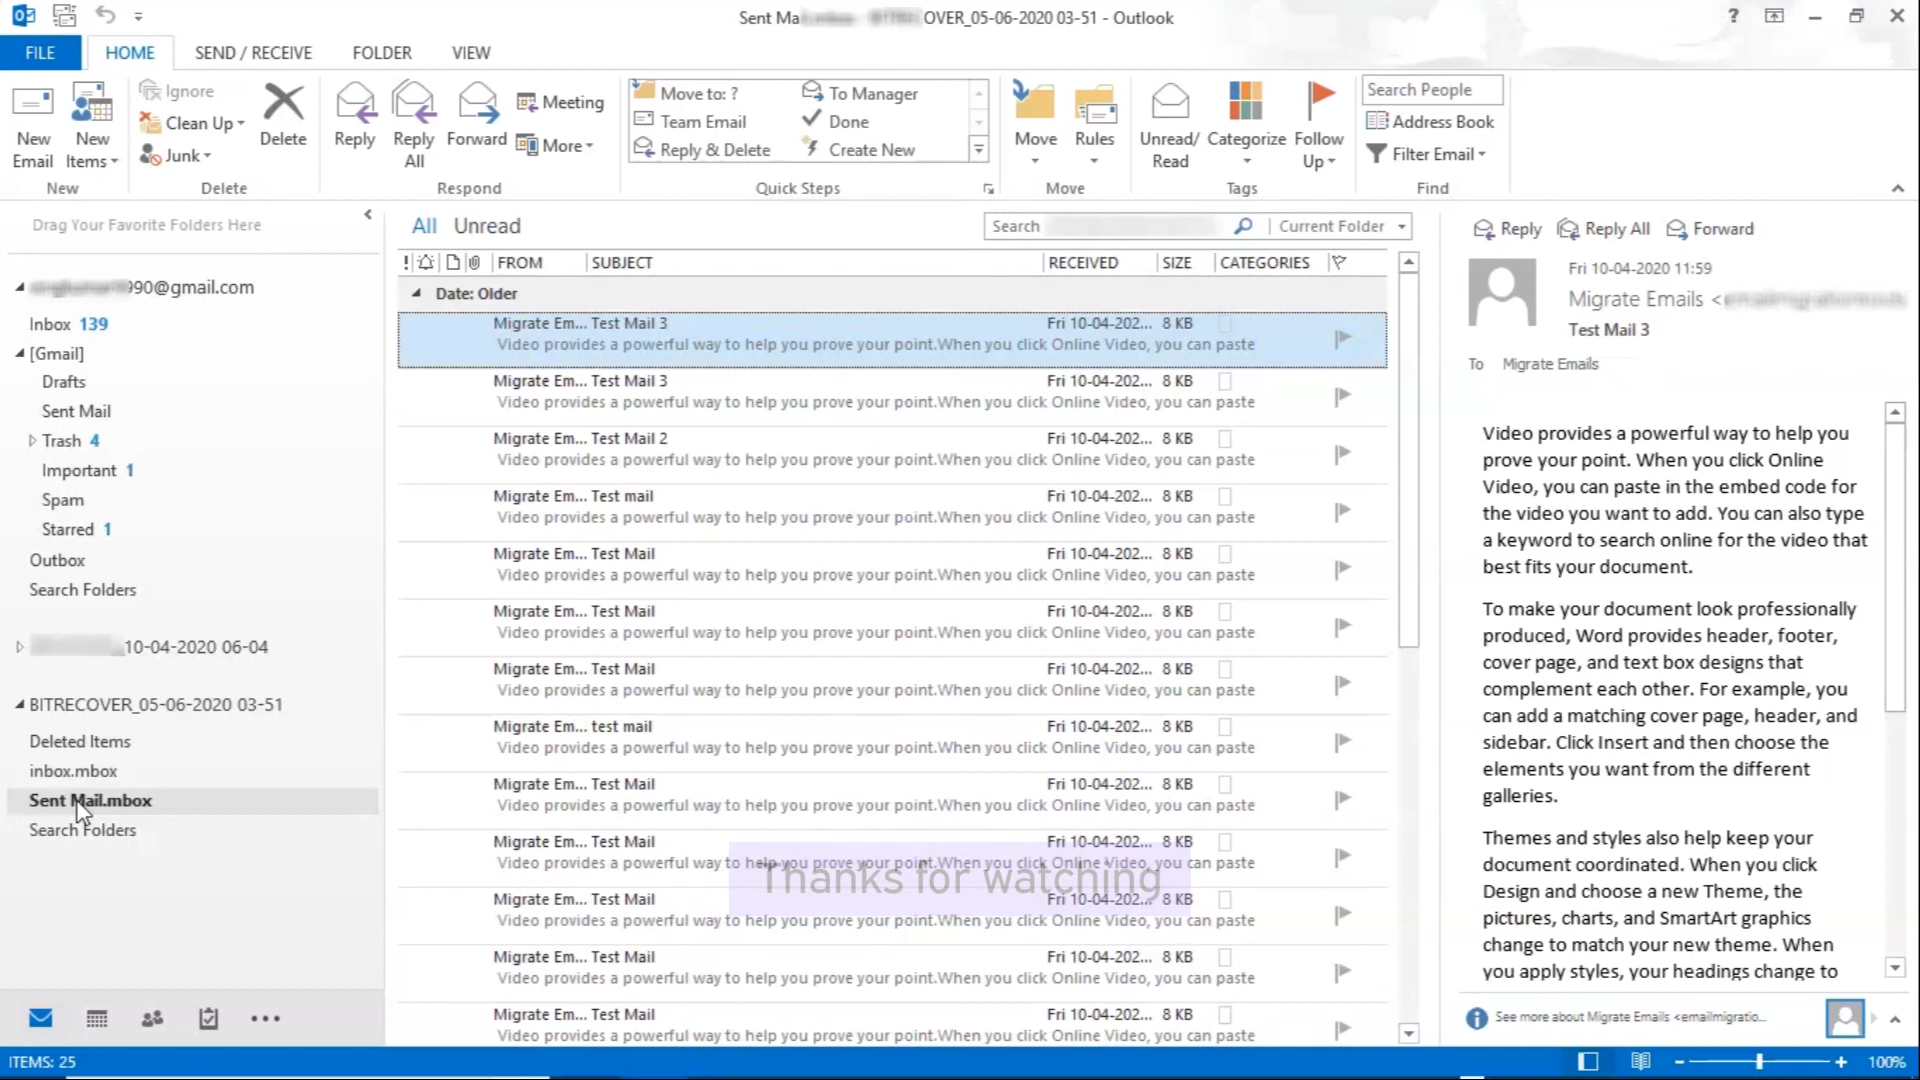 Sent Ma OVER_05-06-2020 03-51 - Outlook
?
FILE HOME SEND / RECEIVE FOLDER VIEW
New Email
New Items
New
Ignore
Clean Up
Junk
Delete
Delete
Reply
Reply All
Forward
Meeting
More
Respond
Move to: ?
Team Email
Reply & Delete
To Manager
Done
Create New
Quick Steps
Move
Rules
Move
Unread/ Read
Categorize
Follow Up
Tags
Search People
Address Book
Filter Email
Find
Drag Your Favorite Folders Here
990@gmail.com
Inbox 139
[Gmail]
Drafts
Sent Mail
Trash 4
Important 1
Spam
Starred 1
Outbox
Search Folders
10-04-2020 06-04
BITRECOVER_05-06-2020 03-51
Deleted Items
inbox.mbox
Sent Mail.mbox
Search Folders
All Unread
Search Current Folder
! FROM SUBJECT RECEIVED SIZE CATEGORIES
Date: Older
Migrate Em... Test Mail 3 Fri 10-04-202... 8 KB
Video provides a powerful way to help you prove your point.When you click Online Video, you can paste
Migrate Em... Test Mail 3 Fri 10-04-202... 8 KB
Video provides a powerful way to help you prove your point.When you click Online Video, you can paste
Migrate Em... Test Mail 2 Fri 10-04-202... 8 KB
Video provides a powerful way to help you prove your point.When you click Online Video, you can paste
Migrate Em... Test mail Fri 10-04-202... 8 KB
Video provides a powerful way to help you prove your point.When you click Online Video, you can paste
Migrate Em... Test Mail Fri 10-04-202... 8 KB
Video provides a powerful way to help you prove your point.When you click Online Video, you can paste
Migrate Em... Test Mail Fri 10-04-202... 8 KB
Video provides a powerful way to help you prove your point.When you click Online Video, you can paste
Migrate Em... Test Mail Fri 10-04-202... 8 KB
Video provides a powerful way to help you prove your point.When you click Online Video, you can paste
Migrate Em... test mail Fri 10-04-202... 8 KB
Video provides a powerful way to help you prove your point.When you click Online Video, you can paste
Migrate Em... Test Mail Fri 10-04-202... 8 KB
Video provides a powerful way to help you prove your point.When you click Online Video, you can paste
Migrate Em... Test Mail Fri 10-04-202... 8 KB
Video provides a powerful way to help you prove your point.When you click Online Video, you can paste
Thanks for watching
Migrate Em... Test Mail Fri 10-04-202... 8 KB
Video provides a powerful way to help you prove your point.When you click Online Video, you can paste
Migrate Em... Test Mail Fri 10-04-202... 8 KB
Video provides a powerful way to help you prove your point.When you click Online Video, you can paste
Migrate Em... Test Mail Fri 10-04-202... 8 KB
Video provides a powerful way to help you prove your point.When you click Online Video, you can paste
Reply Reply All Forward
Fri 10-04-2020 11:59
Migrate Emails <
Test Mail 3
To Migrate Emails
Video provides a powerful way to help you
prove your point. When you click Online
Video, you can paste in the embed code for
the video you want to add. You can also type
a keyword to search online for the video that
best fits your document.
To make your document look professionally
produced, Word provides header, footer,
cover page, and text box designs that
complement each other. For example, you
can add a matching cover page, header, and
sidebar. Click Insert and then choose the
elements you want from the different
galleries.
Themes and styles also help keep your
document coordinated. When you click
Design and choose a new Theme, the
pictures, charts, and SmartArt graphics
change to match your new theme. When
you apply styles, your headings change to
See more about Migrate Emails <emailmigratio...
ITEMS: 25
100%